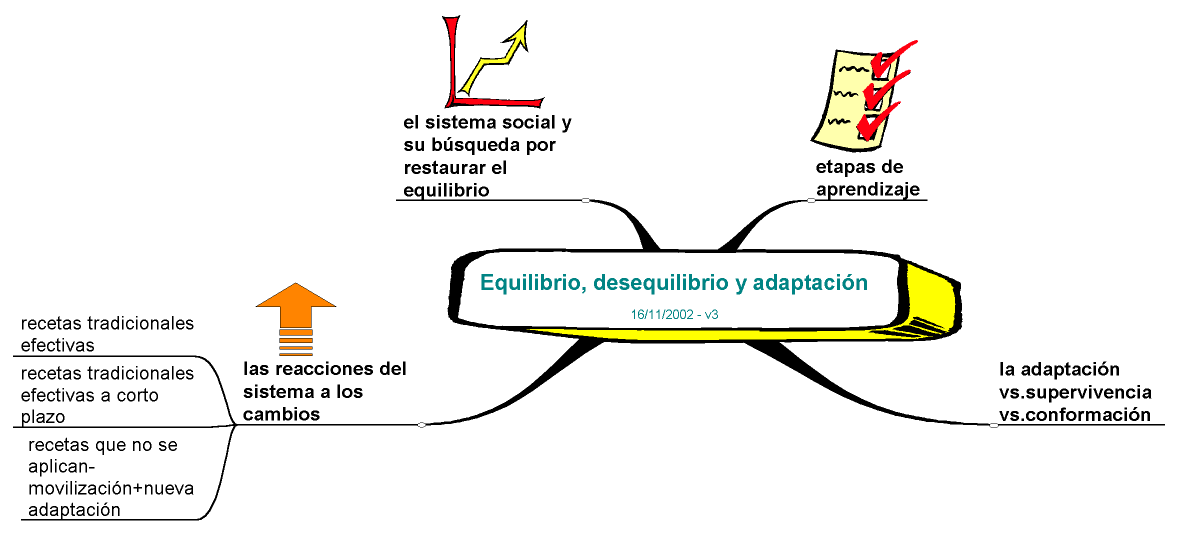 el sistema social y
su búsqueda por
restaurar el
equilibrio
etapas de
aprendizaje
Equilibrio, desequilibrio y adaptación
16/11/2002 - v3
recetas tradicionales
efectivas
recetas tradicionales
efectivas a corto
plazo
recetas que no se
aplican-
movilización+nueva
adaptación
las reacciones del
sistema a los
cambios
la adaptación
vs.supervivencia
vs.conformación